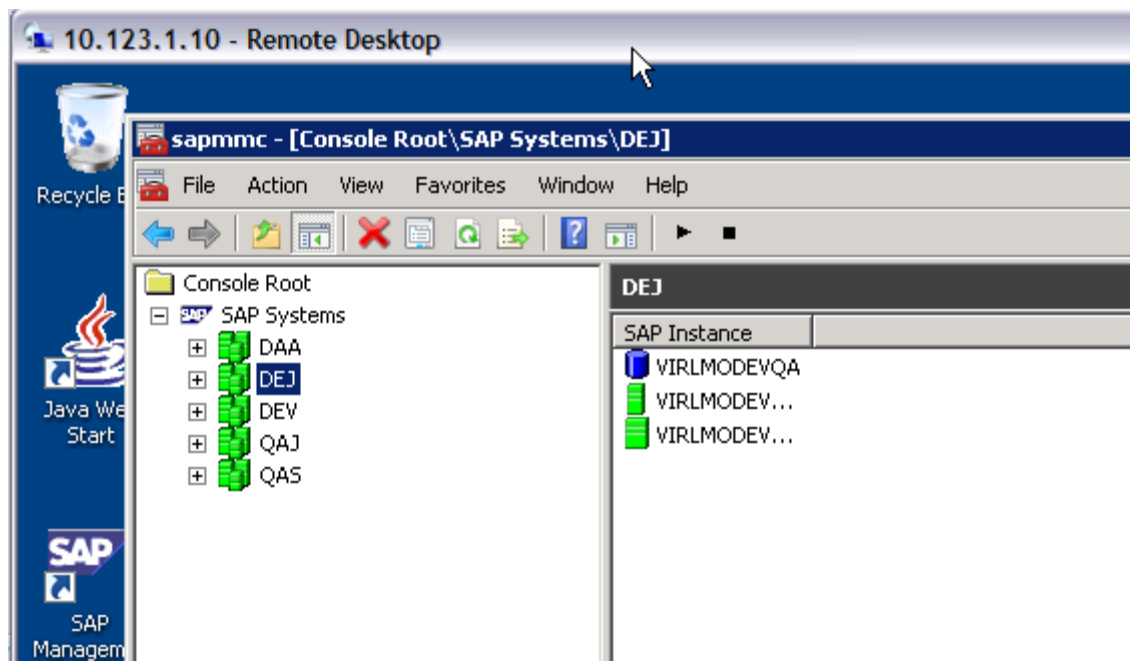 10.123.1.10 - Remote Desktop
sapmmc - [Console Root\SAP Systems\DEJ]
File Action View Favorites Window Help
Recycle B
Console Root
SAP Systems
DAA
DEJ
DEV
QAJ
QAS
DEJ
SAP Instance
VIRLMODEVQA
VIRLMODEV...
VIRLMODEV...
Java We
Start
SAP
SAP
Managem